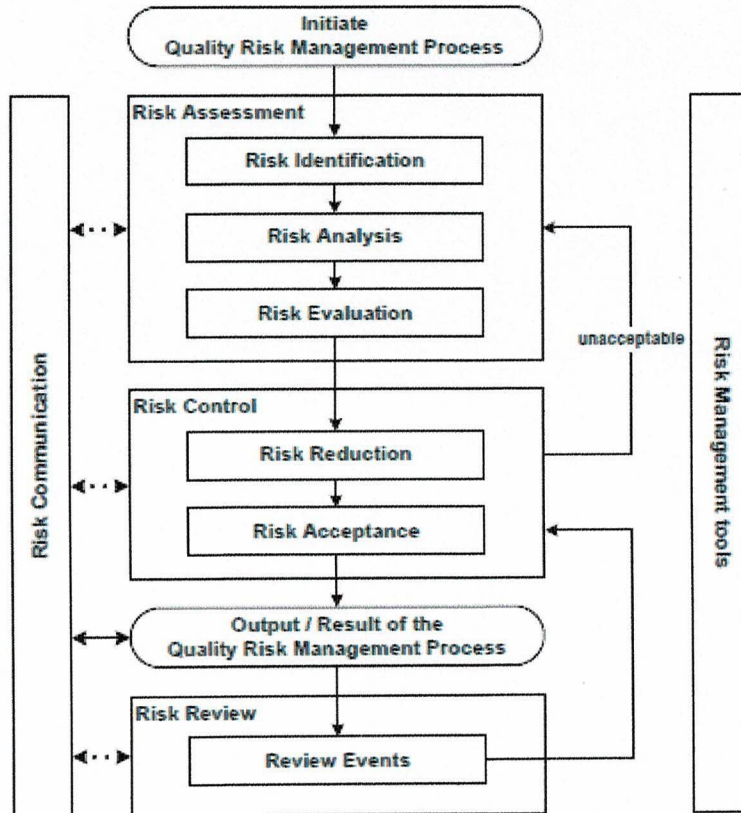 Initiate
Quality Risk Management Process
Risk Assessment
Risk Identification
Risk Analysis
Risk Evaluation
unacceptable
Risk Control
Risk Reduction
Risk Acceptance
Output / Result of the
Quality Risk Management Process
Risk Review
Review Events
Risk Communication
Risk Management tools